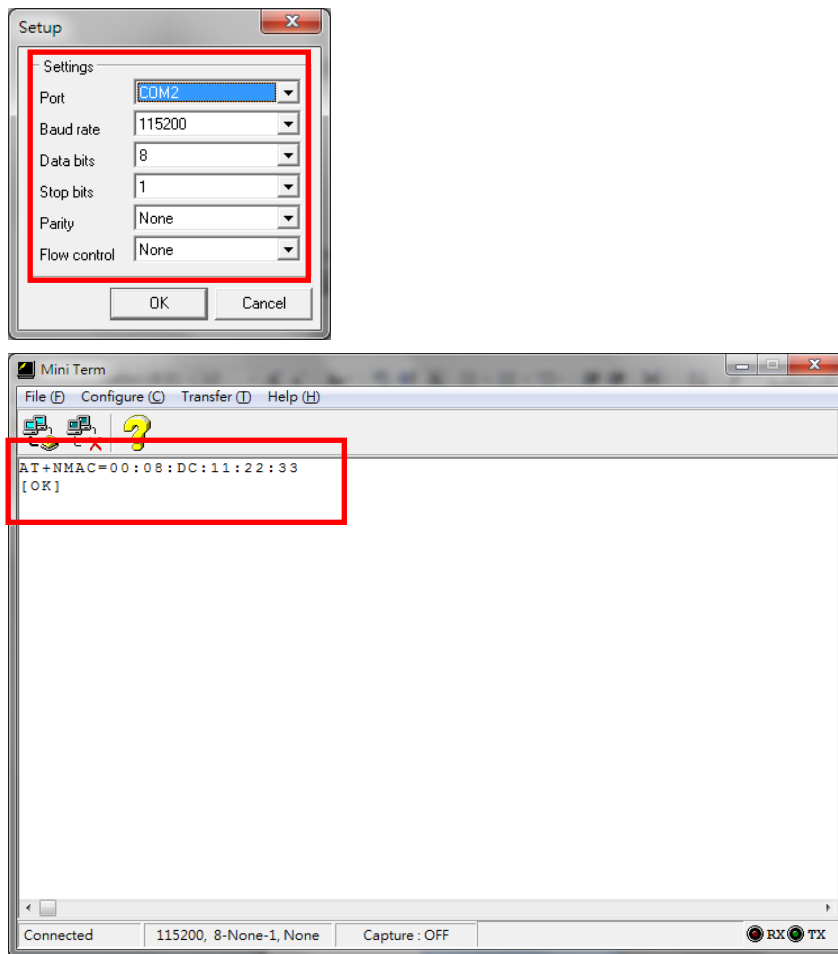 Setup
Settings
Port COM2
Baud rate 115200
Data bits 8
Stop bits 1
Parity None
Flow control None
OK Cancel
Mini Term
File (F) Configure (C) Transfer (T) Help (H)
AT+NMAC=00:08:DC:11:22:33
[OK]
Connected 115200, 8-None-1, None Capture : OFF RX TX